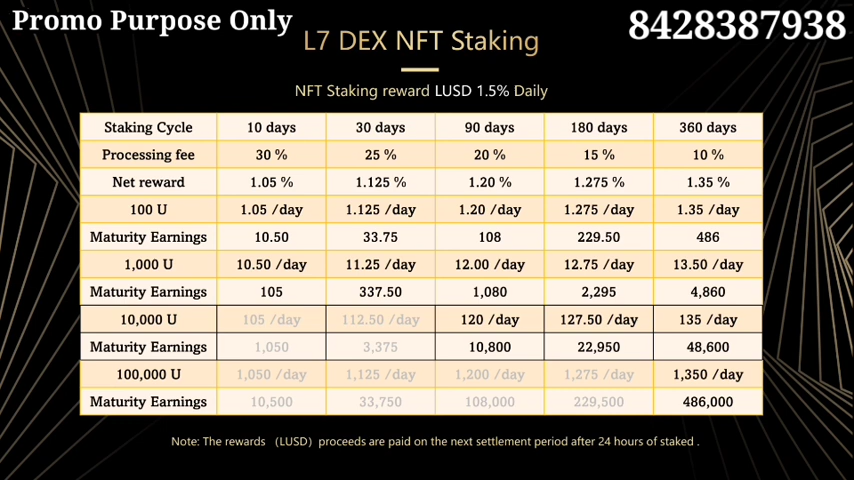 Promo Purpose Only
8428387938
L7 DEX NFT Staking
NFT Staking reward LUSD 1.5% Daily
Staking Cycle 10 days 30 days 90 days 180 days 360 days
Processing fee 30 % 25 % 20 % 15 % 10 %
Net reward 1.05 % 1.125 % 1.20 % 1.275 % 1.35 %
100 U 1.05 /day 1.125 /day 1.20 /day 1.275 /day 1.35 /day
Maturity Earnings 10.50 33.75 108 229.50 486
1,000 U 10.50 /day 11.25 /day 12.00 /day 12.75 /day 13.50 /day
Maturity Earnings 105 337.50 1,080 2,295 4,860
10,000 U 105 /day 112.50 /day 120 /day 127.50 /day 135 /day
Maturity Earnings 1,050 3,375 10,800 22,950 48,600
100,000 U 1,050 /day 1,125 /day 1,200 /day 1,275 /day 1,350 /day
Maturity Earnings 10,500 33,750 108,000 229,500 486,000
Note: The rewards （LUSD）proceeds are paid on the next settlement period after 24 hours of staked .